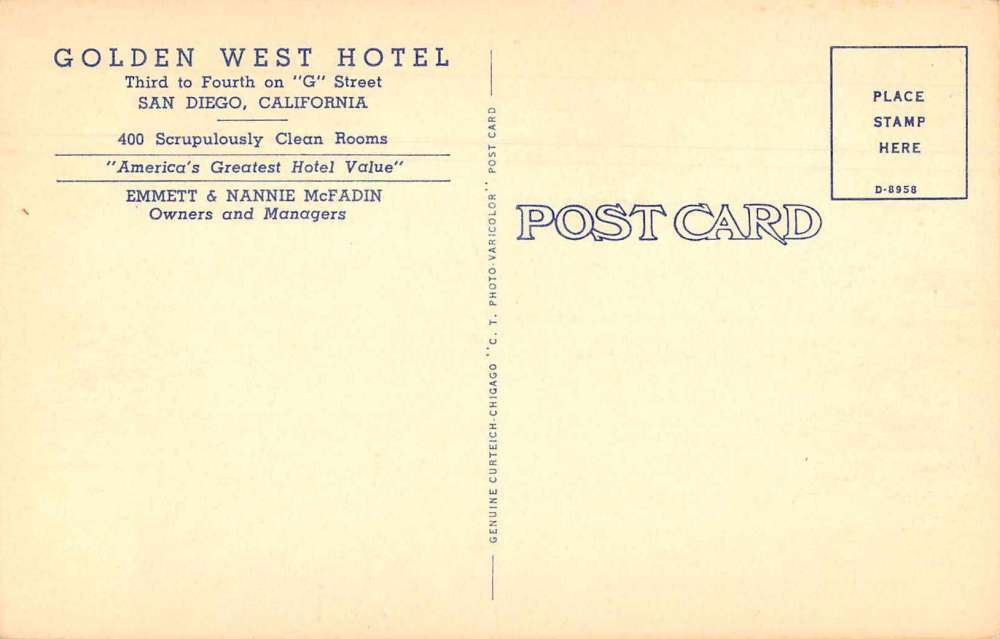 GOLDEN WEST HOTEL
Third to Fourth on "G" Street
SAN DIEGO, CALIFORNIA
400 Scrupulously Clean Rooms
"America's Greatest Hotel Value"
EMMETT & NANNIE McFADIN
Owners and Managers
GENUINE CURTEICH-CHIGAGO "C. T. PHOTO-VARICOLOR" POST CARD
POST CARD
PLACE
STAMP
HERE
D-8958